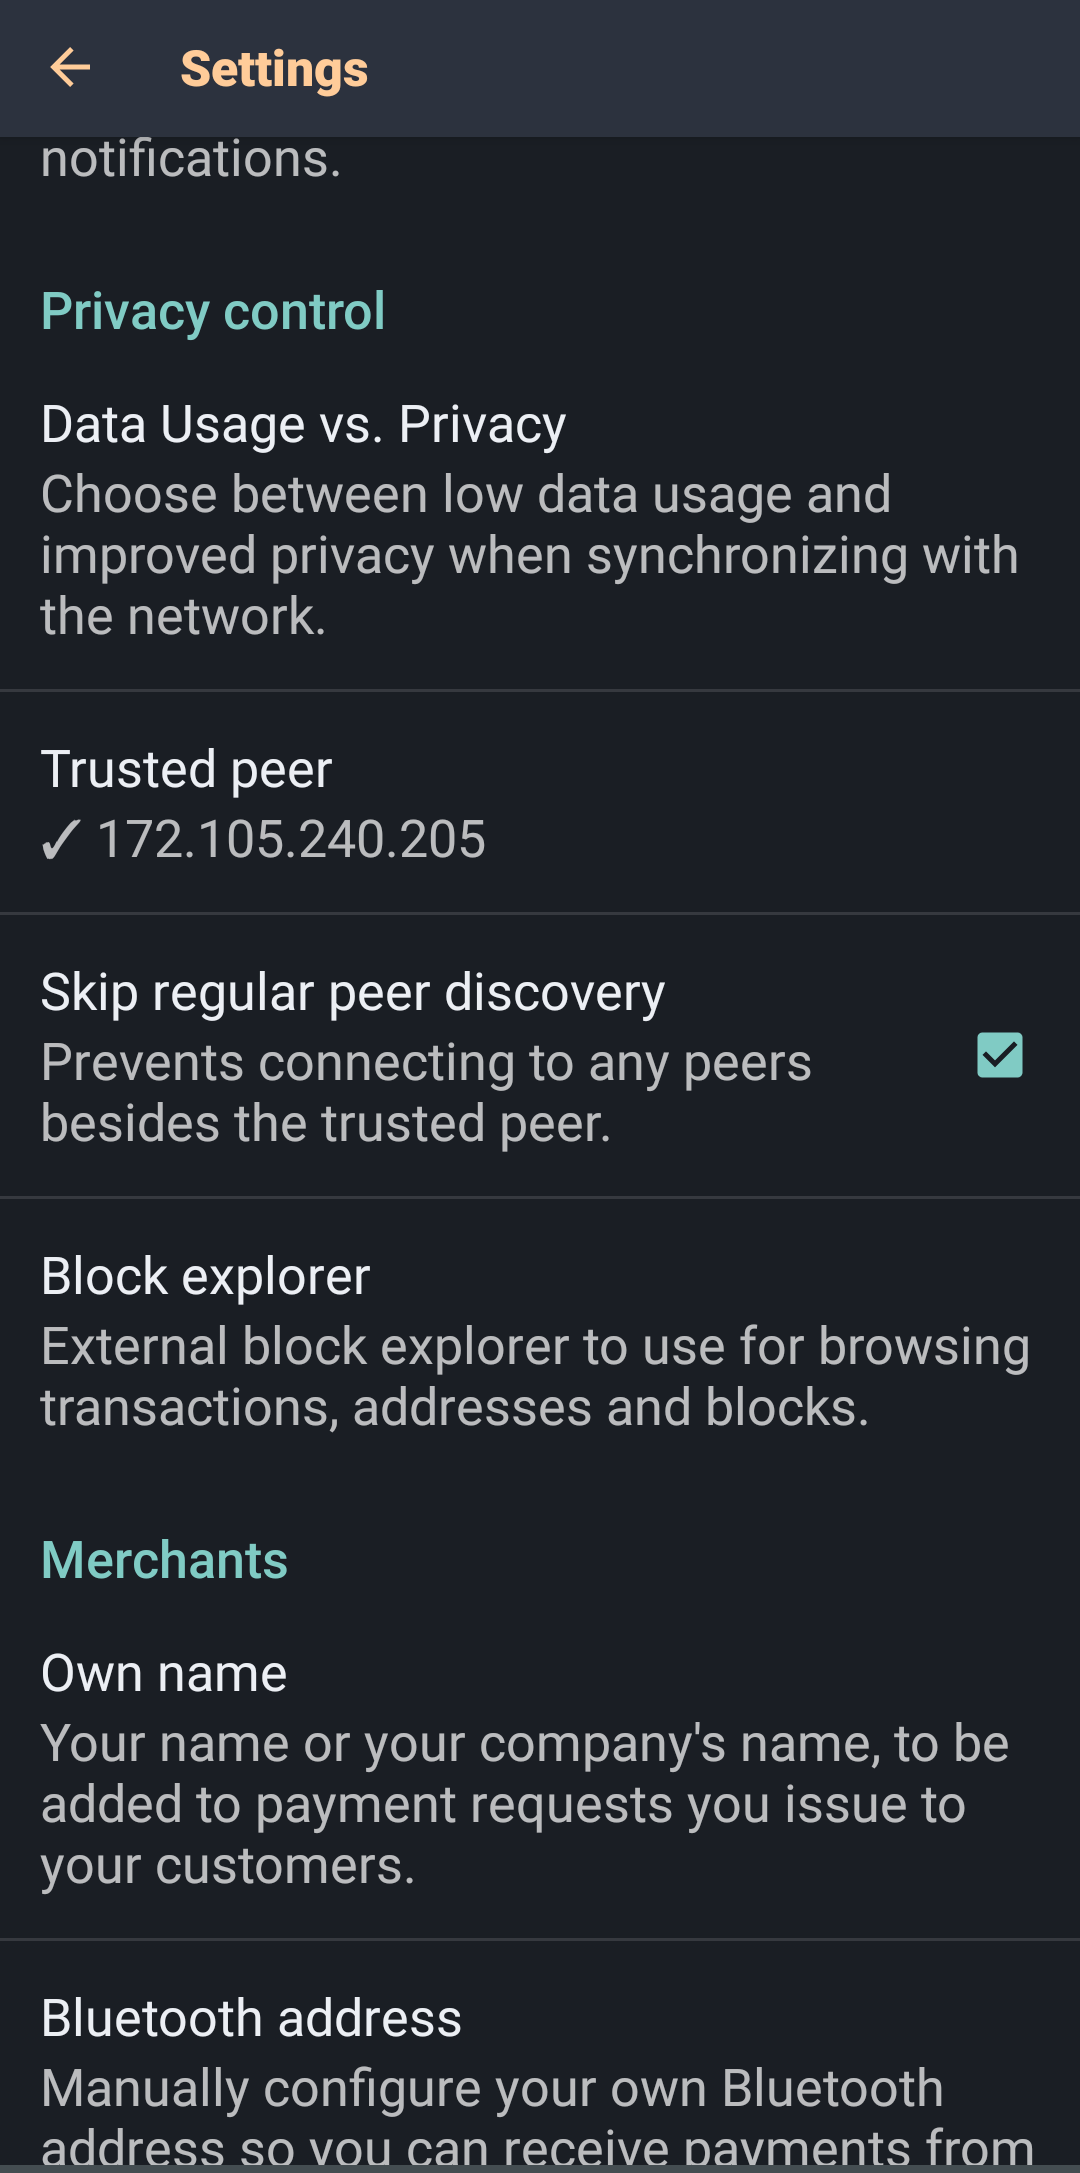 Settings
notifications.
Privacy control
Data Usage vs. Privacy
Choose between low data usage and
improved privacy when synchronizing with
the network.
Trusted peer
✓ 172.105.240.205
Skip regular peer discovery
Prevents connecting to any peers
besides the trusted peer.
Block explorer
External block explorer to use for browsing
transactions, addresses and blocks.
Merchants
Own name
Your name or your company's name, to be
added to payment requests you issue to
your customers.
Bluetooth address
Manually configure your own Bluetooth
address so you can receive payments from